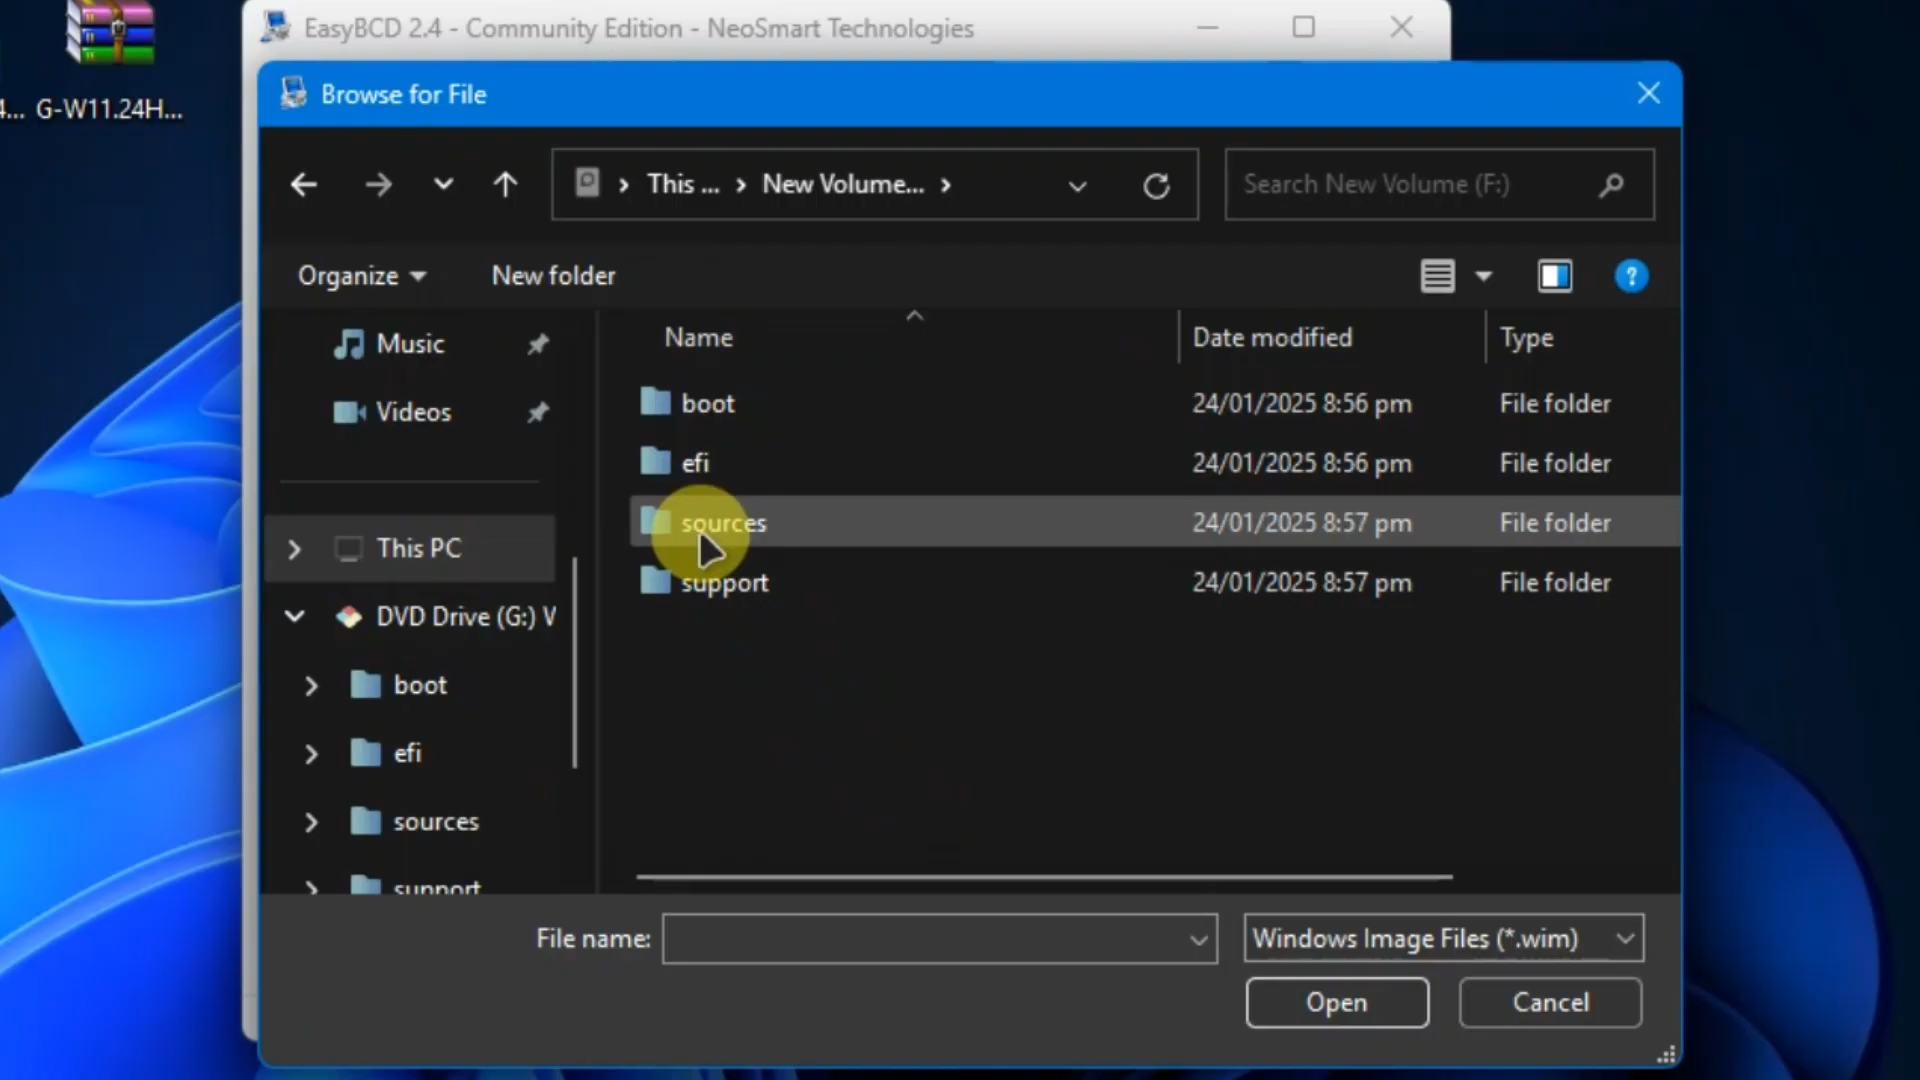 EasyBCD 2.4 - Community Edition - NeoSmart Technologies
4... G-W11.24H...
Browse for File
This ... New Volume...
Search New Volume (F:)
Organize New folder
Name Date modified Type
Music
Videos
This PC
DVD Drive (G:)
boot
efi
sources
support
boot 24/01/2025 8:56 pm File folder
efi 24/01/2025 8:56 pm File folder
sources 24/01/2025 8:57 pm File folder
support 24/01/2025 8:57 pm File folder
File name: Windows Image Files (*.wim)
Open Cancel